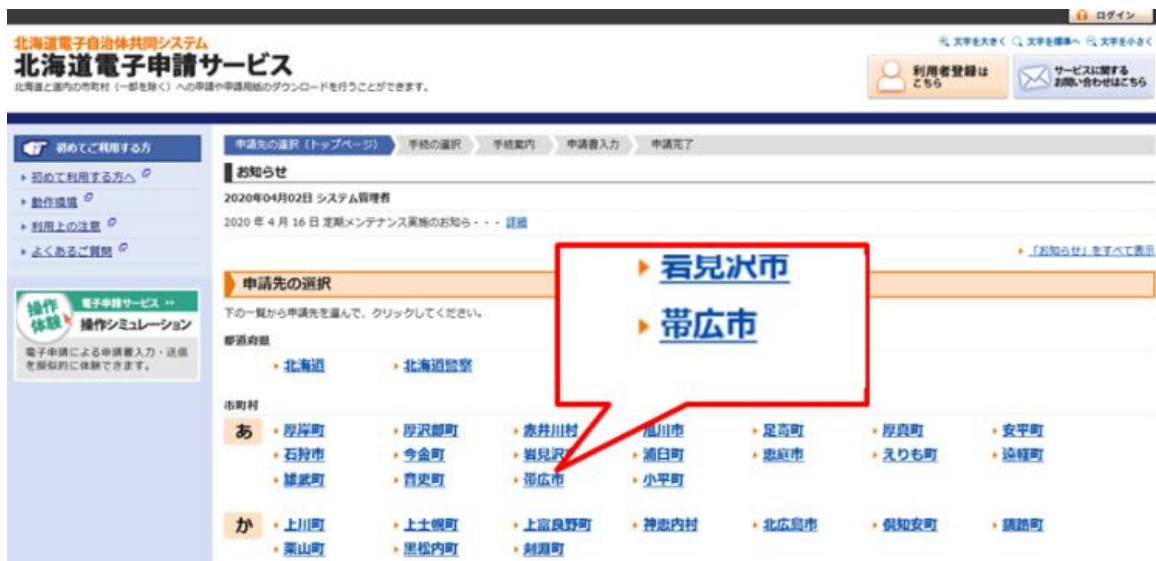 ログイン
北海道電子自治体共同システム
北海道電子申請サービス
北海道と道内の市町村（一部を除く）への申請や申請用紙のダウンロードを行うことができます。
文字を大きく 文字を標準へ 文字を小さく
利用者登録は
こちら
サービスに関する
お問い合わせはこちら
初めてご利用する方
初めて利用する方へ
動作環境
利用上の注意
よくあるご質問
操作
体験
電子申請サービス
操作シミュレーション
電子申請による申請書入力・送信
を擬似的に体験できます。
申請先の選択（トップページ） 手続の選択 手続案内 申請書入力 申請完了
お知らせ
2020年04月02日 システム管理者
2020 年 4 月 16 日 定期メンテナンス実施のお知ら・・・ 詳細
「お知らせ」をすべて表示
申請先の選択
下の一覧から申請先を選んで、クリックしてください。
岩見沢市
帯広市
都道府県
北海道 北海道警察
市町村
あ 厚岸町 厚沢部町 赤井川村 旭川市 足寄町 厚真町 安平町
石狩市 今金町 岩見沢 浦臼町 恵庭市 えりも町 遠軽町
雄武町 音更町 帯広市 小平町
か 上川町 上士幌町 上富良野町 神恵内村 北広島市 倶知安町 釧路町
栗山町 黒松内町 剣淵町